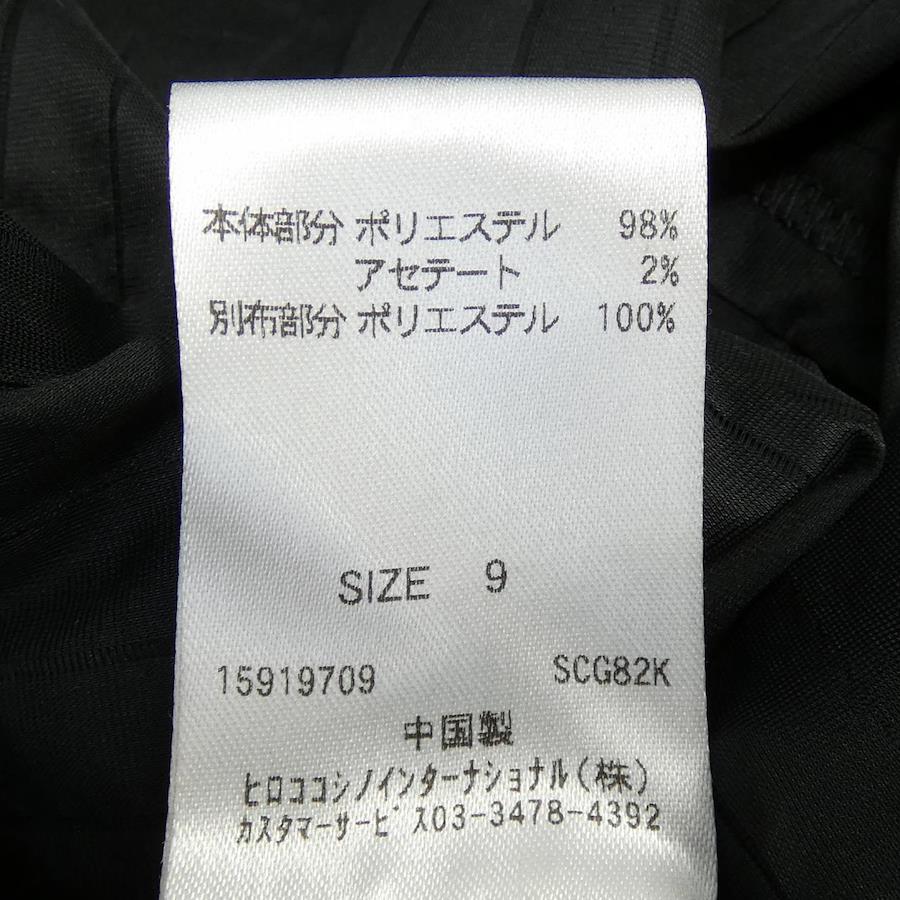 本体部分 ポリエステル 98%
アセテート 2%
別布部分 ポリエステル 100%
SIZE 9
15919709 SCG82K
中国製
ヒロココシノインターナショナル(株)
カスタマーサービス03-3478-4392